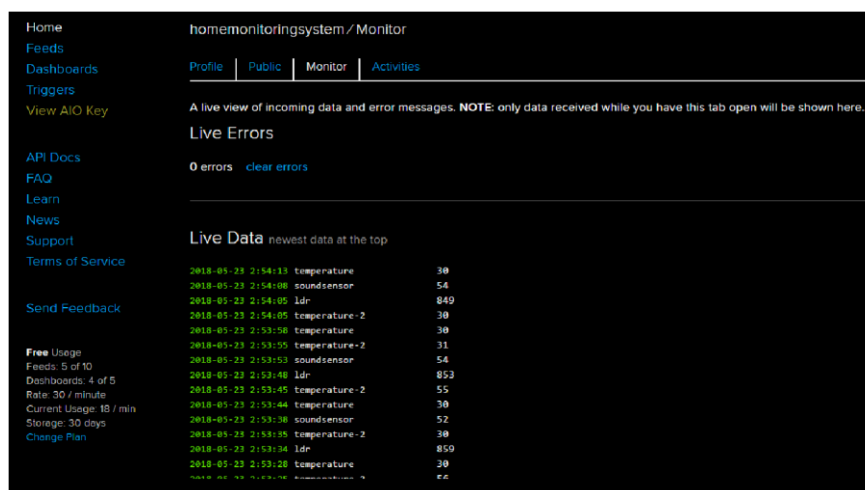 Home
Feeds
Dashboards
Triggers
View AIO Key
API Docs
FAQ
Learn
News
Support
Terms of Service
Send Feedback
Free Usage
Feeds: 5 of 10
Dashboards: 4 of 5
Rate: 30 / minute
Current Usage: 18 / min
Storage: 30 days
Change Plan
homemonitoringsystem/Monitor
Profile Public Monitor Activities
A live view of incoming data and error messages. NOTE: only data received while you have this tab open will be shown here.
Live Errors
0 errors clear errors
Live Data newest data at the top
2018-05-23 2:54:13 temperature 30
2018-05-23 2:54:08 soundsensor 54
2018-05-23 2:54:05 ldr 849
2018-05-23 2:54:05 temperature-2 30
2018-05-23 2:53:58 temperature 30
2018-05-23 2:53:55 temperature-2 31
2018-05-23 2:53:53 soundsensor 54
2018-05-23 2:53:48 ldr 853
2018-05-23 2:53:45 temperature-2 55
2018-05-23 2:53:44 temperature 30
2018-05-23 2:53:38 soundsensor 52
2018-05-23 2:53:35 temperature-2 30
2018-05-23 2:53:34 ldr 859
2018-05-23 2:53:28 temperature 30